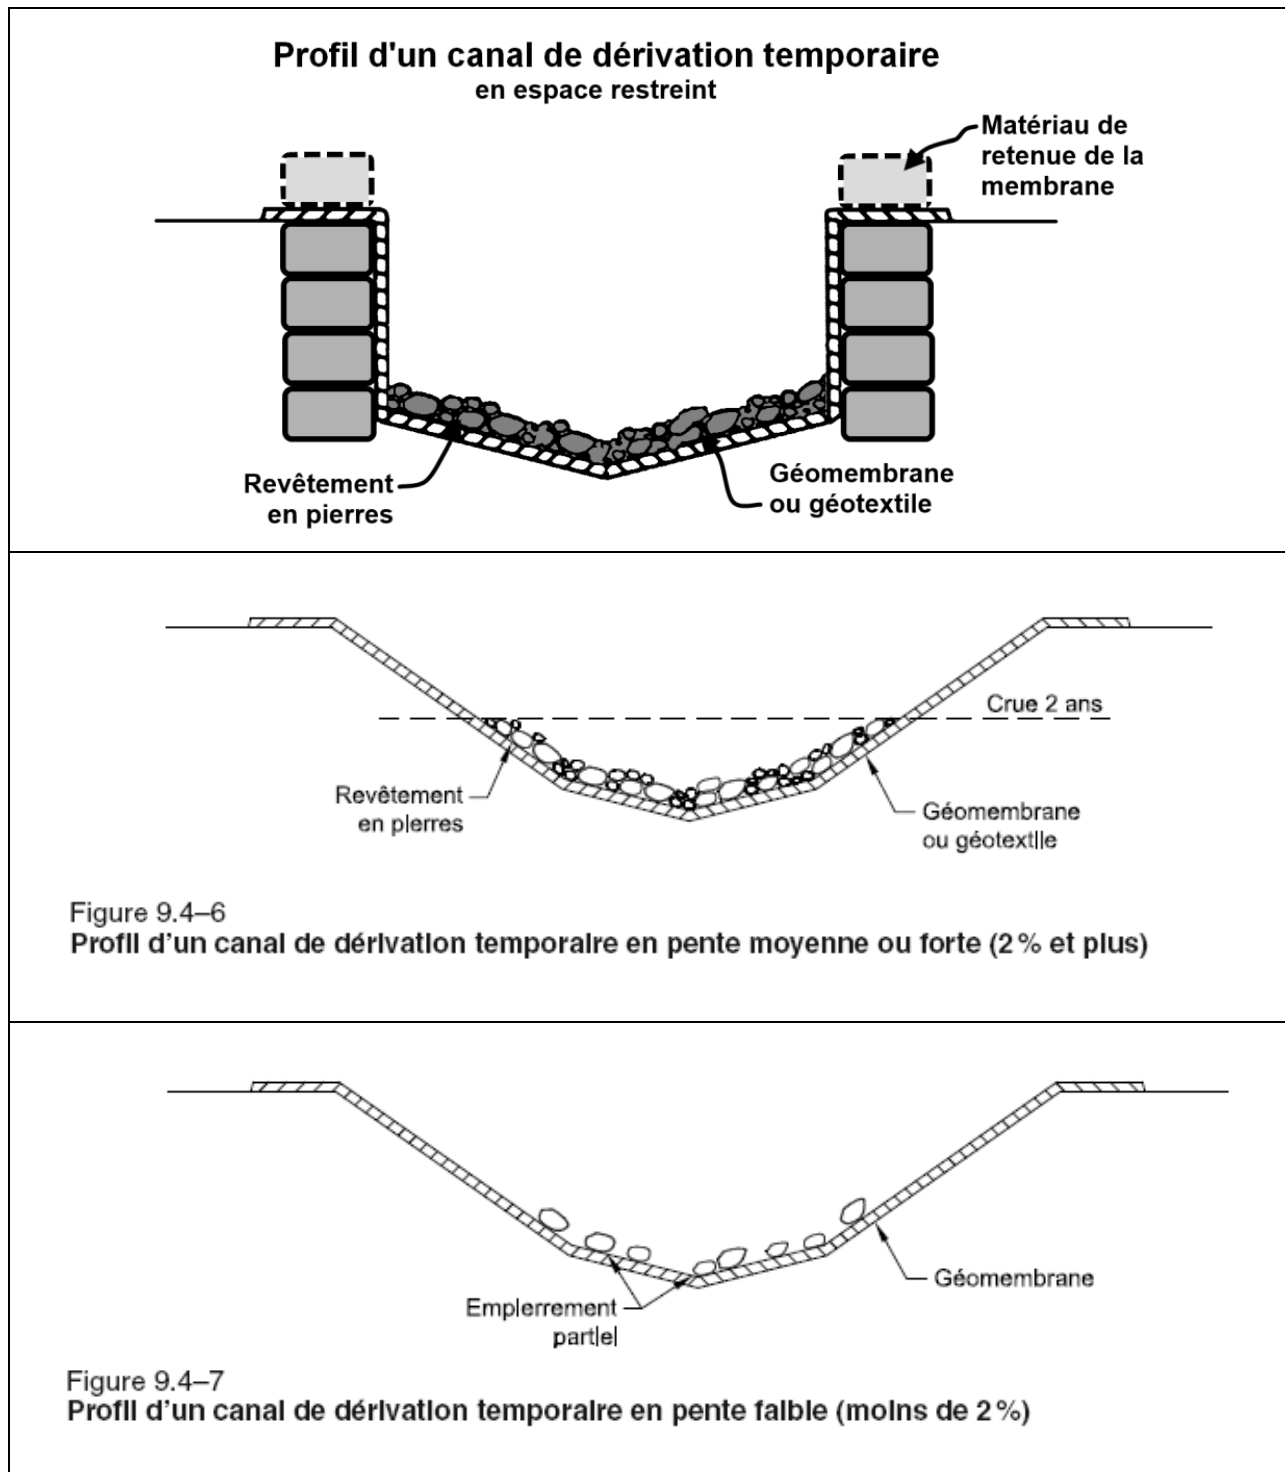 Profil d'un canal de dérivation temporaire
en espace restreint
Matériau de
retenue de la
membrane
Revêtement
en pierres
Géomembrane
ou géotextile
Crue 2 ans
Revêtement
en pierres
Géomembrane
ou géotextile
Figure 9.4–6
Profil d’un canal de dérivation temporaire en pente moyenne ou forte (2 % et plus)
Empierrement
partiel
Géomembrane
Figure 9.4–7
Profil d’un canal de dérivation temporaire en pente faible (moins de 2 %)